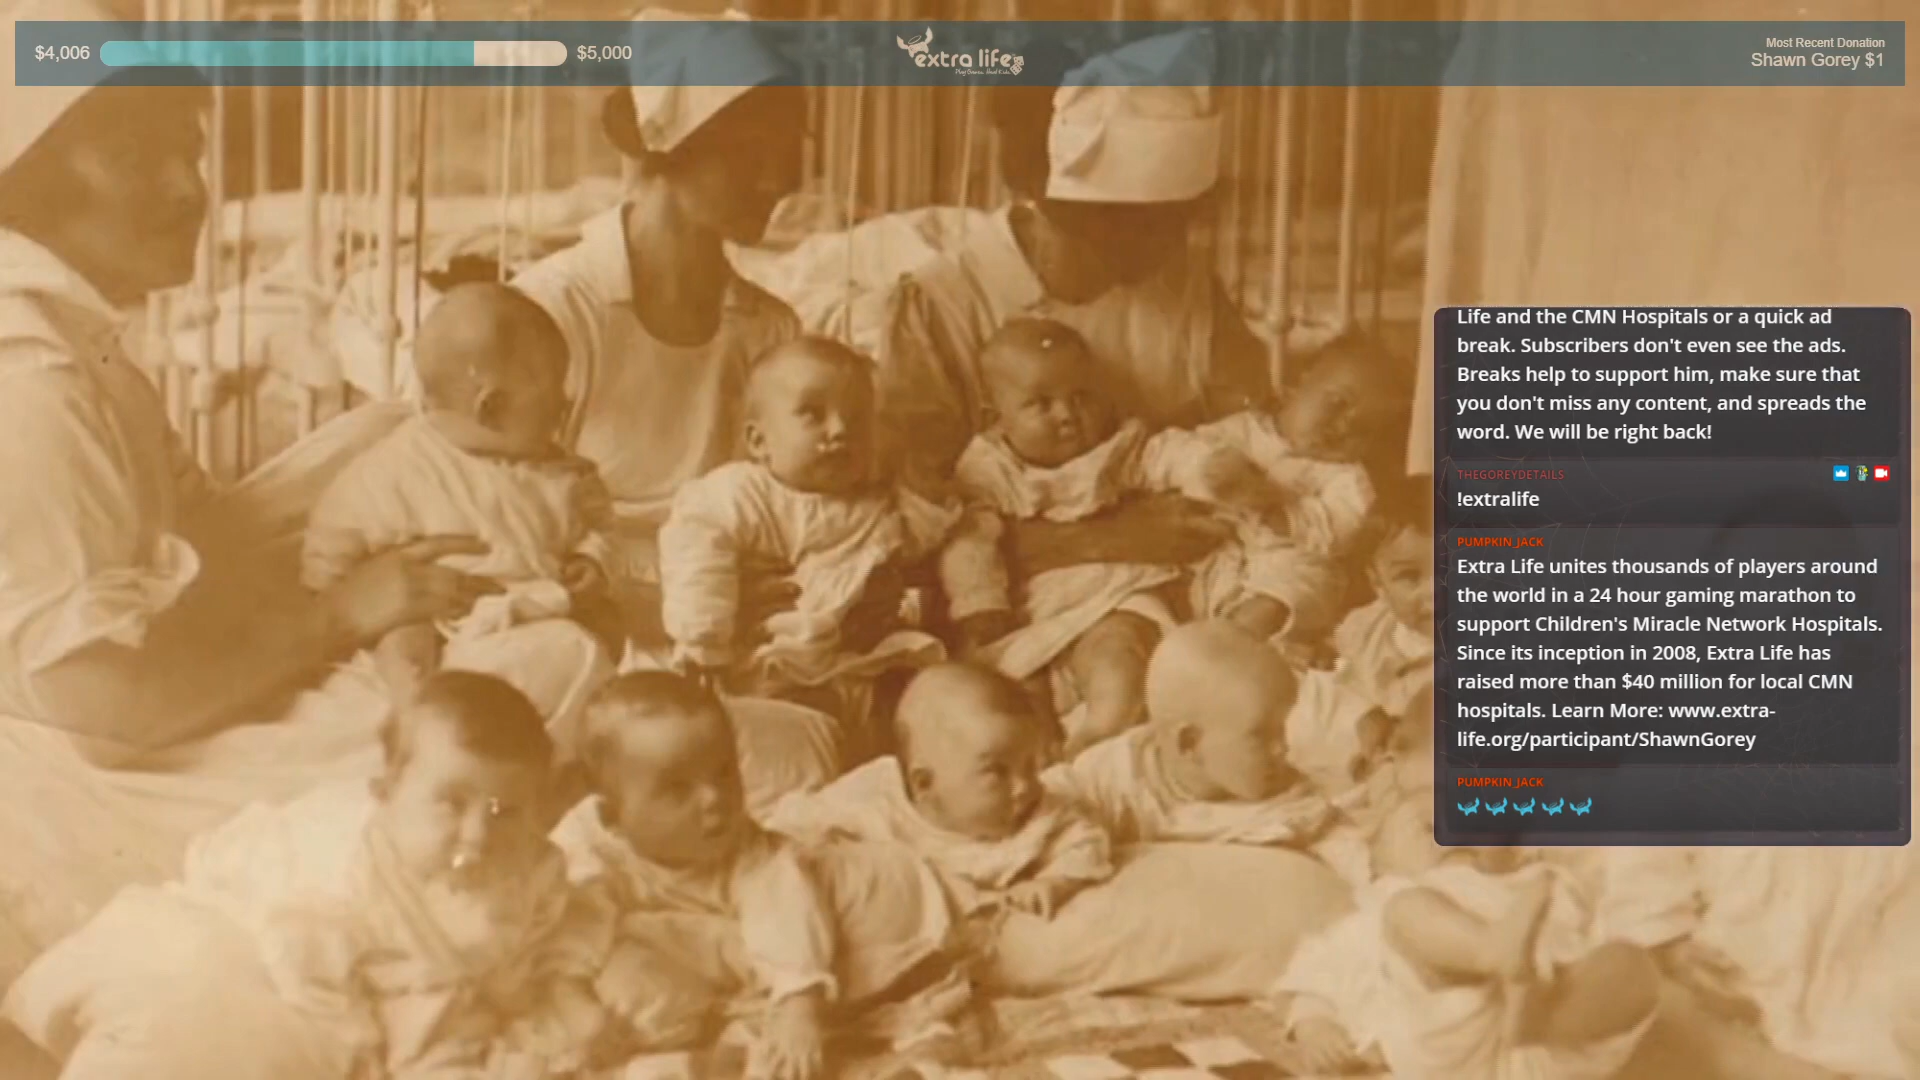 $4,006
$5,000
extra life
Play Games. Heal Kids.
Most Recent Donation
Shawn Gorey $1
Life and the CMN Hospitals or a quick ad
break. Subscribers don't even see the ads.
Breaks help to support him, make sure that
you don't miss any content, and spreads the
word. We will be right back!
THEGOREYDETAILS
!extralife
PUMPKIN_JACK
Extra Life unites thousands of players around
the world in a 24 hour gaming marathon to
support Children's Miracle Network Hospitals.
Since its inception in 2008, Extra Life has
raised more than $40 million for local CMN
hospitals. Learn More: www.extra-
life.org/participant/ShawnGorey
PUMPKIN_JACK